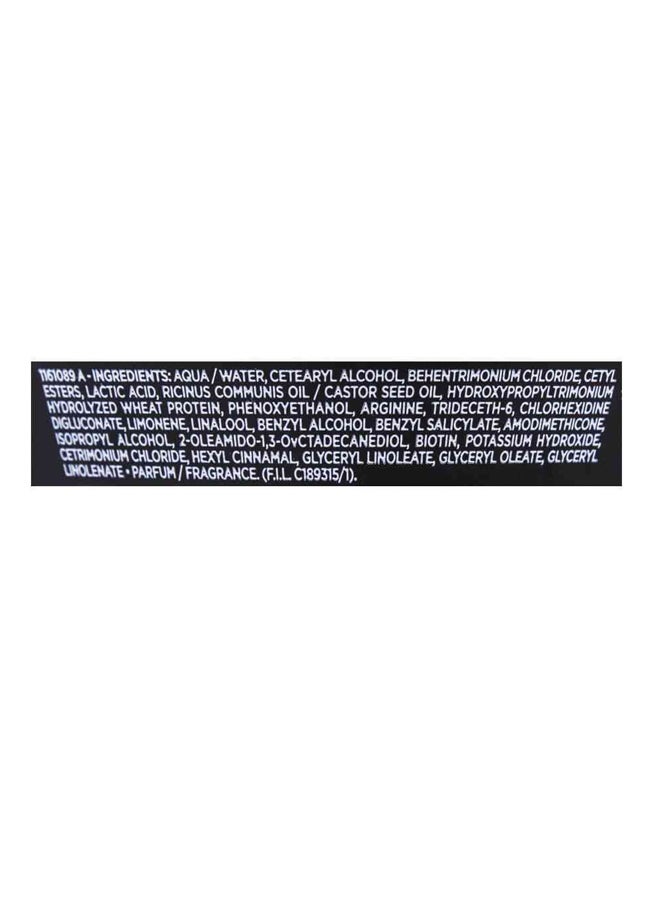 1161089 A - INGREDIENTS: AQUA / WATER, CETEARYL ALCOHOL, BEHENTRIMONIUM CHLORIDE, CETYL
ESTERS, LACTIC ACID, RICINUS COMMUNIS OIL / CASTOR SEED OIL, HYDROXYPROPYLTRIMONIUM
HYDROLYZED WHEAT PROTEIN, PHENOXYETHANOL, ARGININE, TRIDECETH-6, CHLORHEXIDINE
DIGLUCONATE, LIMONENE, LINALOOL, BENZYL ALCOHOL, BENZYL SALICYLATE, AMODIMETHICONE,
ISOPROPYL ALCOHOL, 2-OLEAMIDO-1,3-OvCTADECANEDIOL, BIOTIN, POTASSIUM HYDROXIDE,
CETRIMONIUM CHLORIDE, HEXYL CINNAMAL, GLYCERYL LINOLEATE, GLYCERYL OLEATE, GLYCERYL
LINOLENATE • PARFUM / FRAGRANCE. (F.I.L. C189315/1).